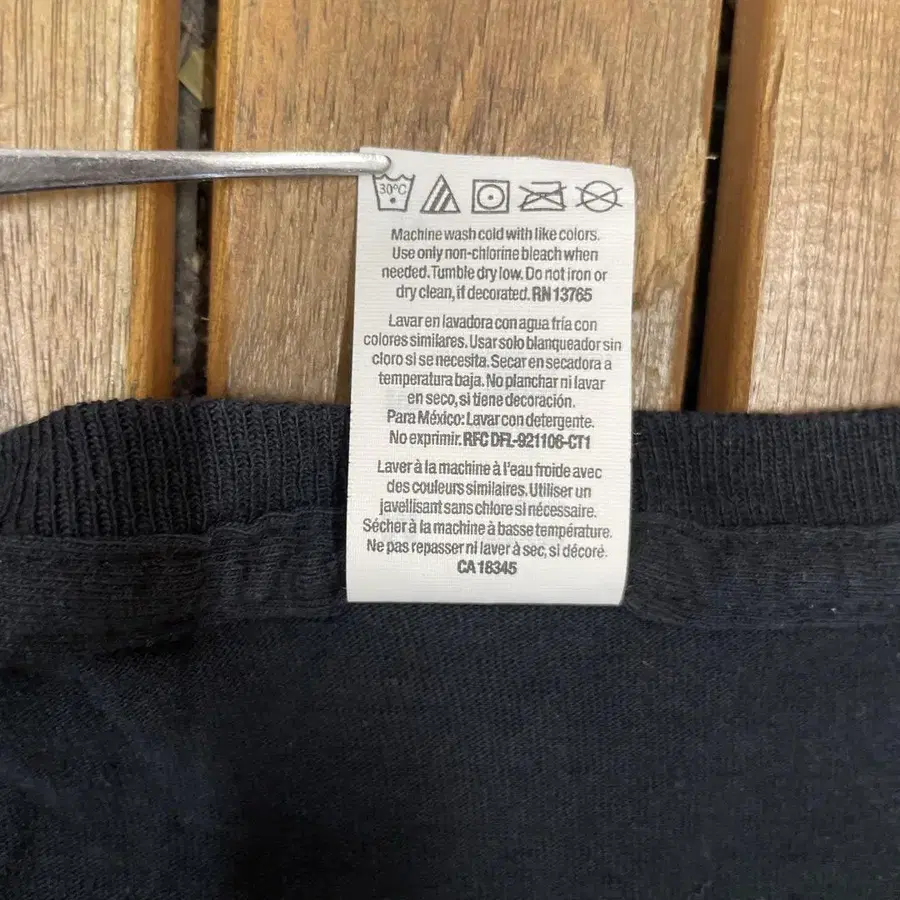 30°C
Machine wash cold with like colors.
Use only non-chlorine bleach when
needed. Tumble dry low. Do not iron or
dry clean, if decorated. RN 13765
Lavar en lavadora con agua fría con
colores similares. Usar solo blanqueador sin
cloro si se necesita. Secar en secadora a
temperatura baja. No planchar ni lavar
en seco, si tiene decoración.
Para México: Lavar con detergente.
No exprimir. RFC DFL-921106-CT1
Laver à la machine à l'eau froide avec
des couleurs similaires. Utiliser un
javellisant sans chlore si nécessaire.
Sécher à la machine à basse température.
Ne pas repasser ni laver à sec, si décoré.
CA 18345